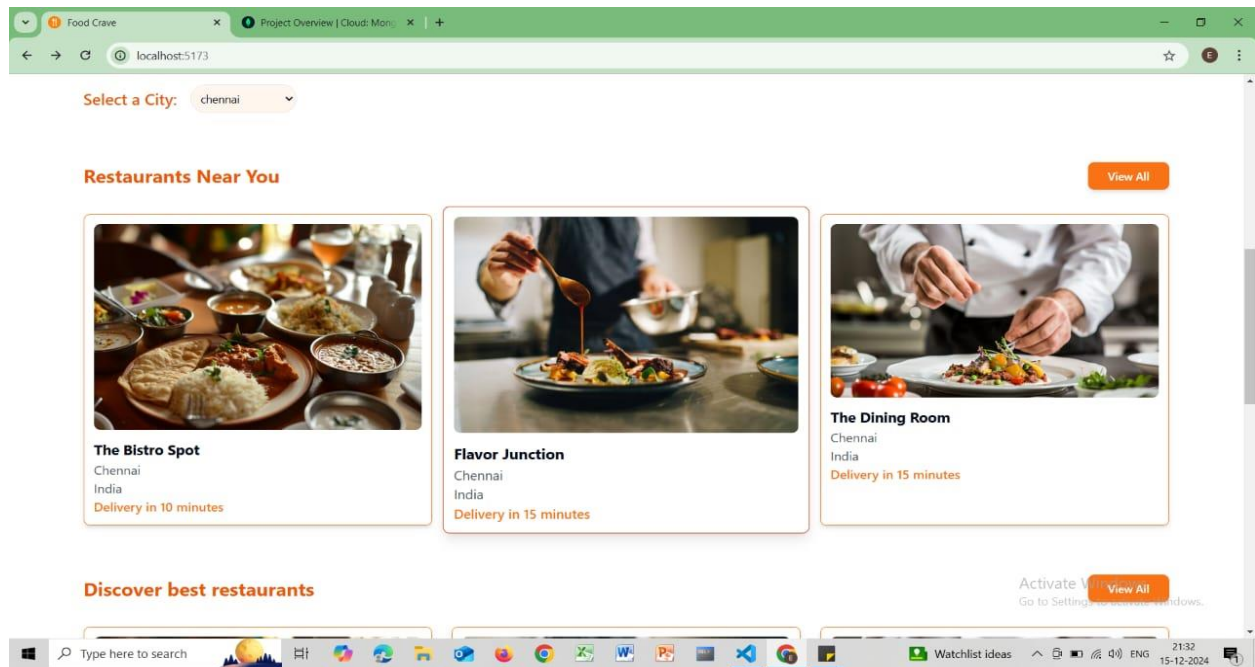 Food Crave
Project Overview | Cloud: Mong
localhost:5173
E
Select a City: chennai
Restaurants Near You
View All
The Bistro Spot
Chennai
India
Delivery in 10 minutes
Flavor Junction
Chennai
India
Delivery in 15 minutes
The Dining Room
Chennai
India
Delivery in 15 minutes
Discover best restaurants
View All
Activate Windows
Go to Settings to activate Windows.
Type here to search
Watchlist ideas
ENG
21:32
15-12-2024